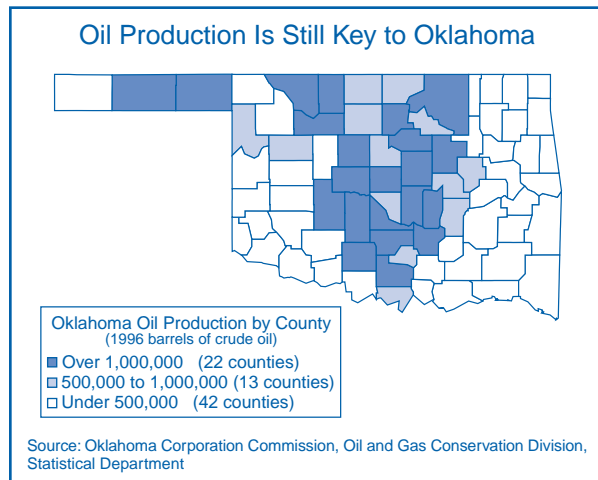 Oil Production Is Still Key to Oklahoma
Oklahoma Oil Production by County
(1996 barrels of crude oil)
Over 1,000,000 (22 counties)
500,000 to 1,000,000 (13 counties)
Under 500,000 (42 counties)
Source: Oklahoma Corporation Commission, Oil and Gas Conservation Division,
Statistical Department